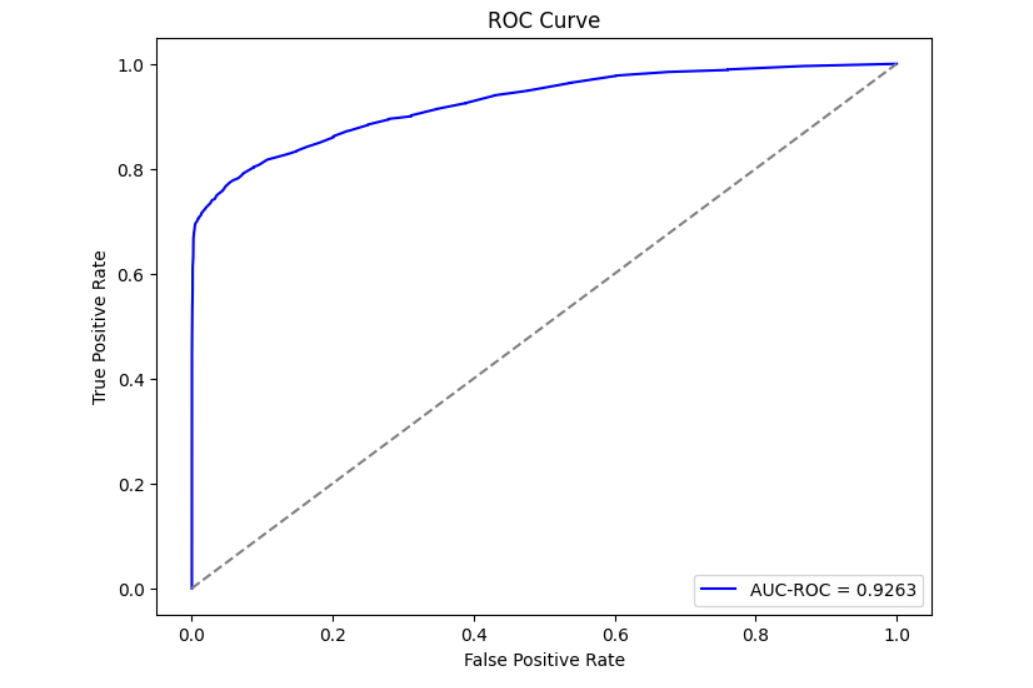 ROC Curve
True Positive Rate
1.0
0.8
0.6
0.4
0.2
0.0
AUC-ROC = 0.9263
0.0 0.2 0.4 0.6 0.8 1.0
False Positive Rate